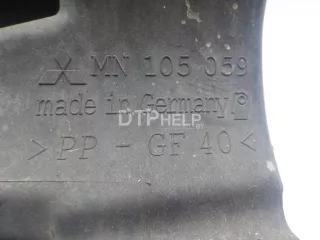 MN 105 059
made in Germany
DTPHELP
> PP - GF 40 <